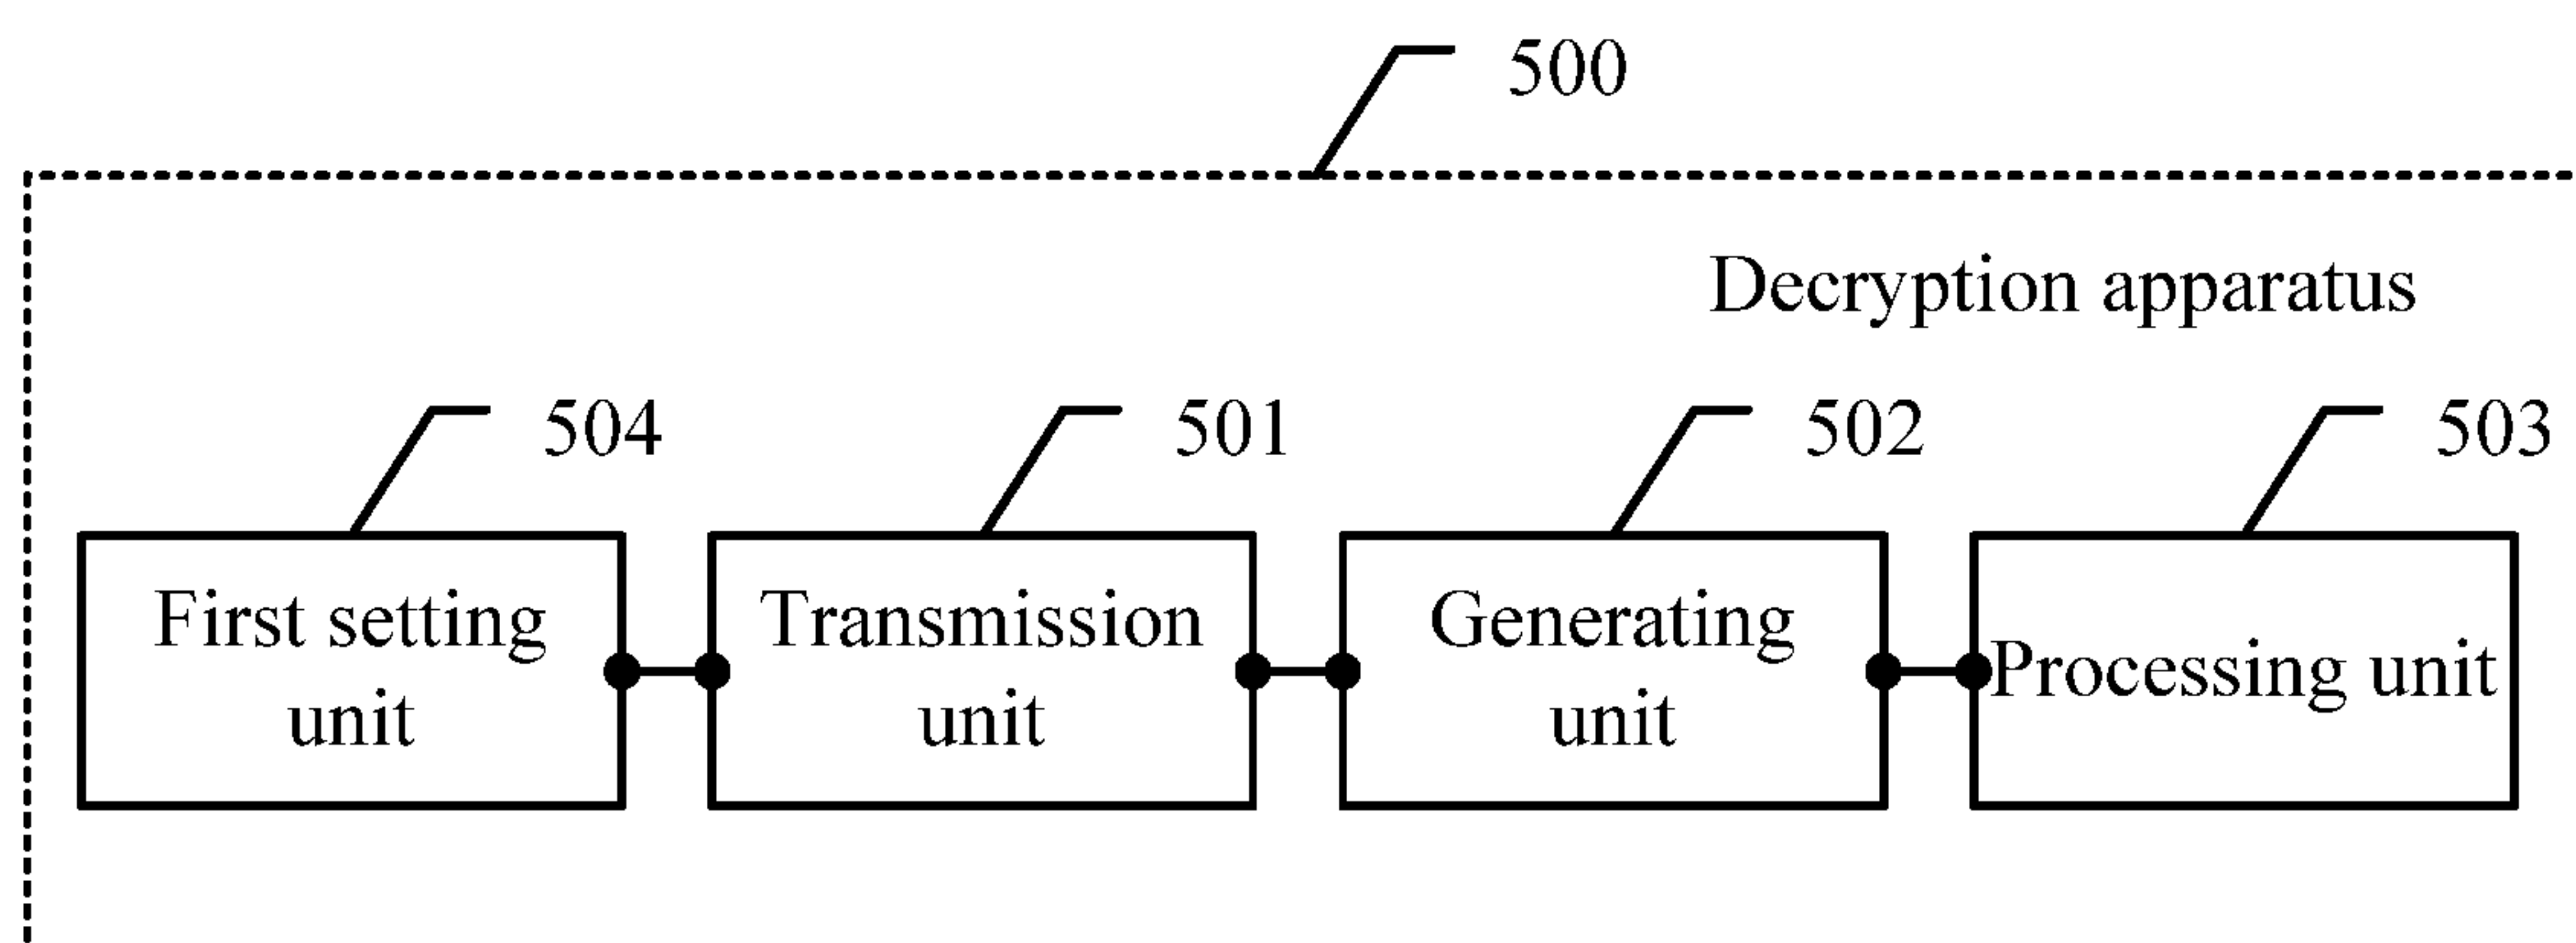 500
Decryption apparatus
504
501
502
503
First setting
unit
Transmission
unit
Generating
unit
Processing unit